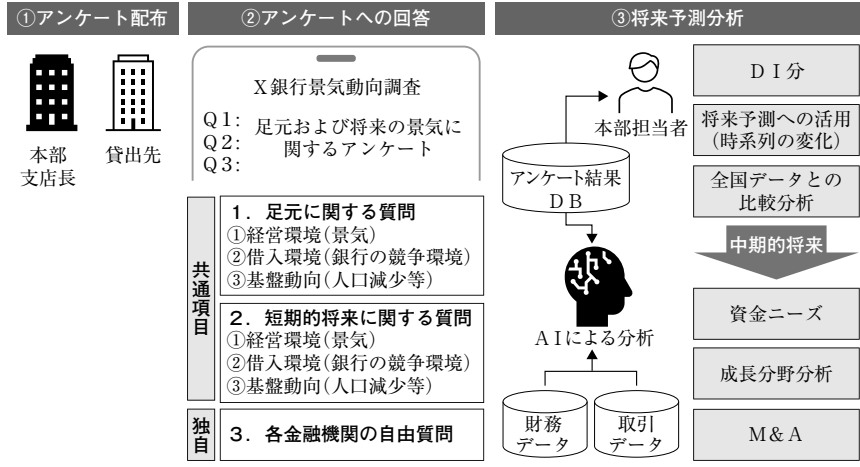 ①アンケート配布
本部
支店長
貸出先
②アンケートへの回答
X銀行景気動向調査
Q1:
Q2:
Q3:
足元および将来の景気に
関するアンケート
共通項目
1．足元に関する質問
①経営環境(景気)
②借入環境(銀行の競争環境)
③基盤動向(人口減少等)
2．短期的将来に関する質問
①経営環境(景気)
②借入環境(銀行の競争環境)
③基盤動向(人口減少等)
独自
3．各金融機関の自由質問
③将来予測分析
本部担当者
アンケート結果
DB
AIによる分析
財務
データ
取引
データ
DI分
将来予測への活用
(時系列の変化)
全国データとの
比較分析
中期的将来
資金ニーズ
成長分野分析
M&A